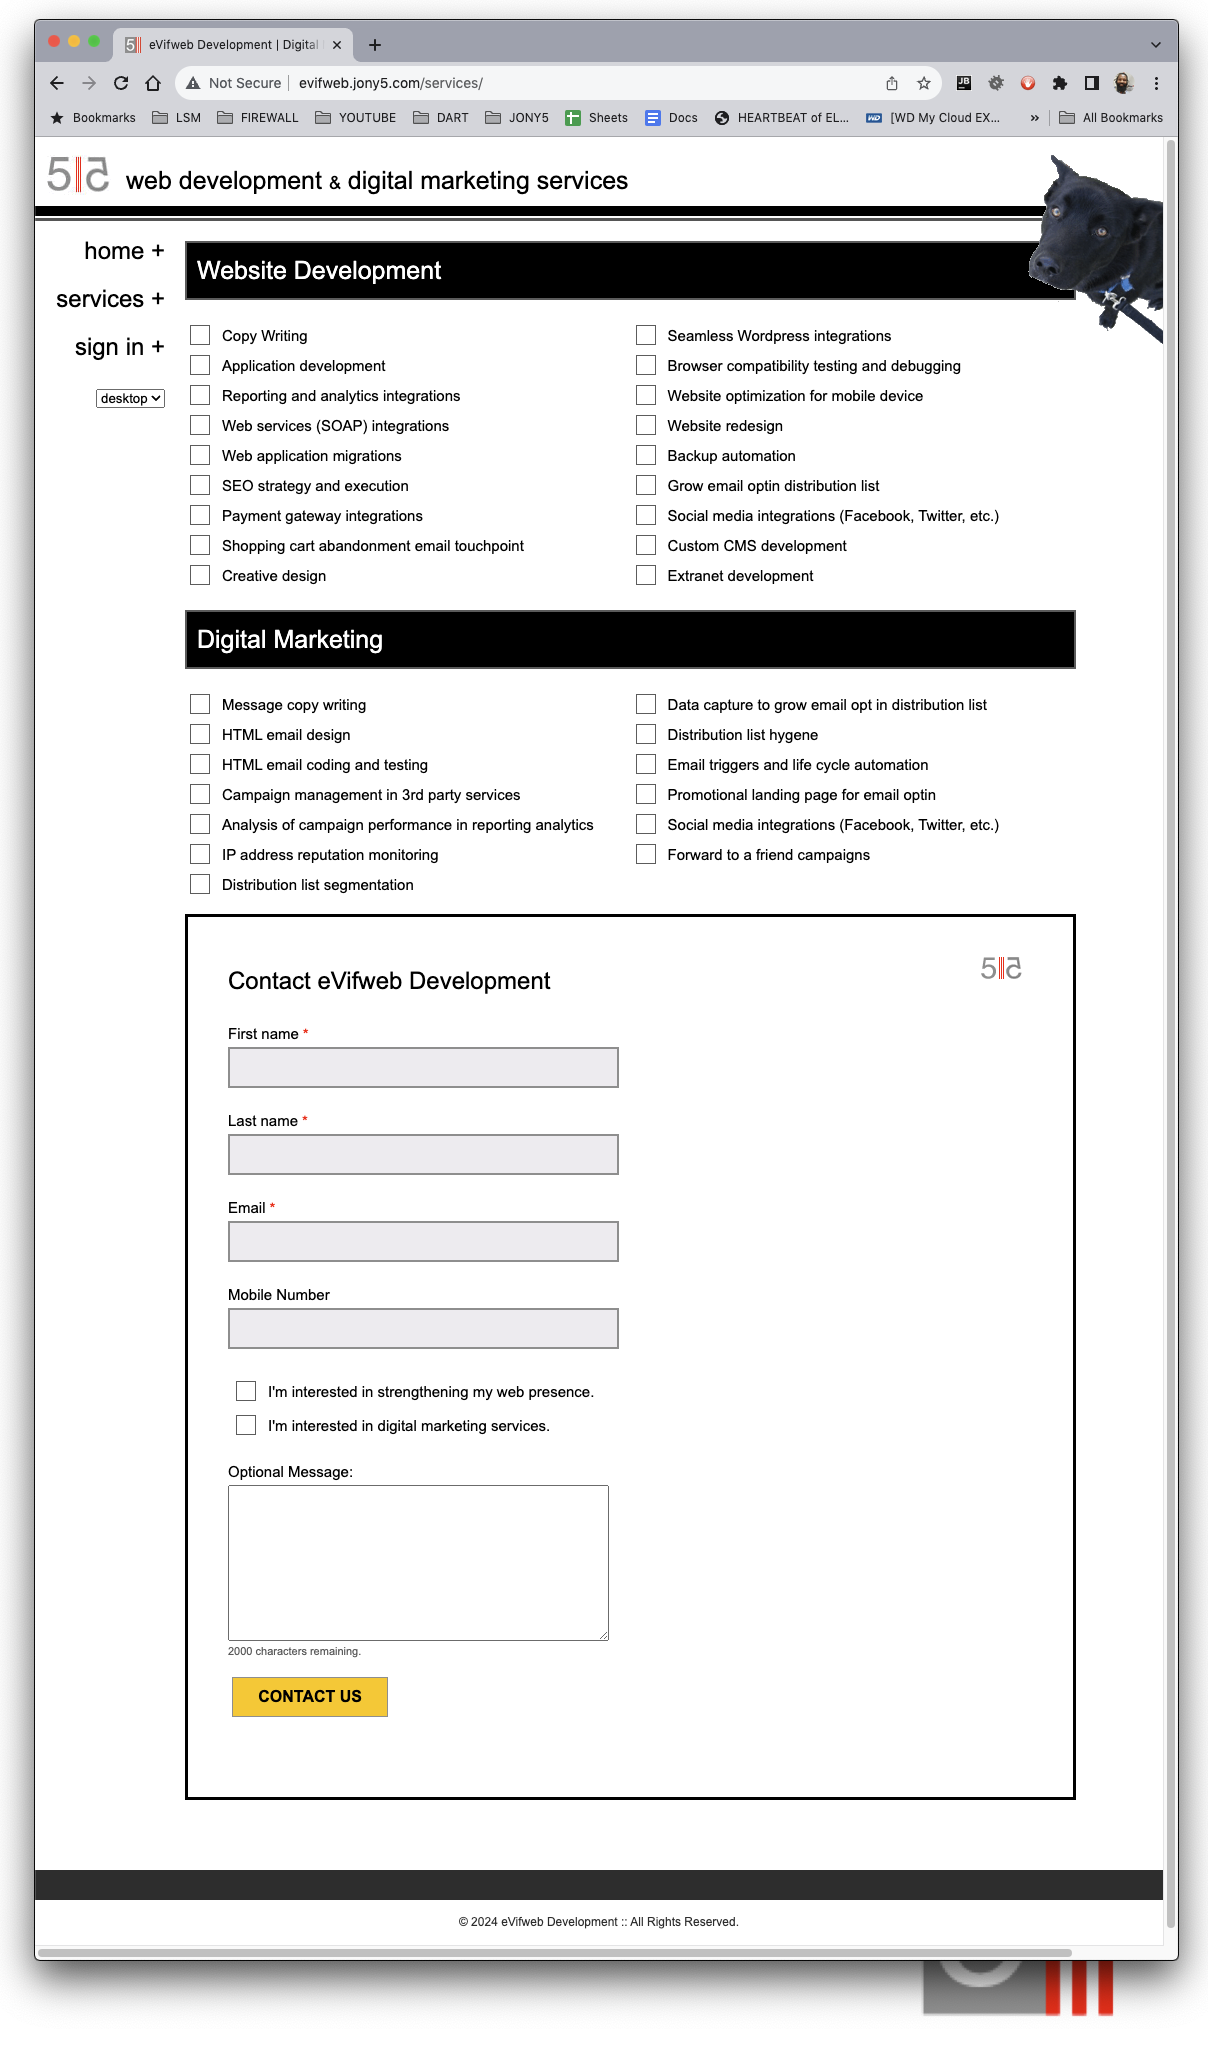 eVifweb Development | Digital
Not Secure
evifweb.jony5.com/services/
Bookmarks
LSM
FIREWALL
YOUTUBE
DART
JONY5
Sheets
Docs
HEARTBEAT of EL...
[WD My Cloud EX...
»
All Bookmarks
5 5 web development & digital marketing services
home +
services +
sign in +
desktop
Website Development
Copy Writing
Application development
Reporting and analytics integrations
Web services (SOAP) integrations
Web application migrations
SEO strategy and execution
Payment gateway integrations
Shopping cart abandonment email touchpoint
Creative design
Seamless Wordpress integrations
Browser compatibility testing and debugging
Website optimization for mobile device
Website redesign
Backup automation
Grow email optin distribution list
Social media integrations (Facebook, Twitter, etc.)
Custom CMS development
Extranet development
Digital Marketing
Message copy writing
HTML email design
HTML email coding and testing
Campaign management in 3rd party services
Analysis of campaign performance in reporting analytics
IP address reputation monitoring
Distribution list segmentation
Data capture to grow email opt in distribution list
Distribution list hygene
Email triggers and life cycle automation
Promotional landing page for email optin
Social media integrations (Facebook, Twitter, etc.)
Forward to a friend campaigns
Contact eVifweb Development
5 5
First name *
Last name *
Email *
Mobile Number
I'm interested in strengthening my web presence.
I'm interested in digital marketing services.
Optional Message:
2000 characters remaining.
CONTACT US
© 2024 eVifweb Development :: All Rights Reserved.